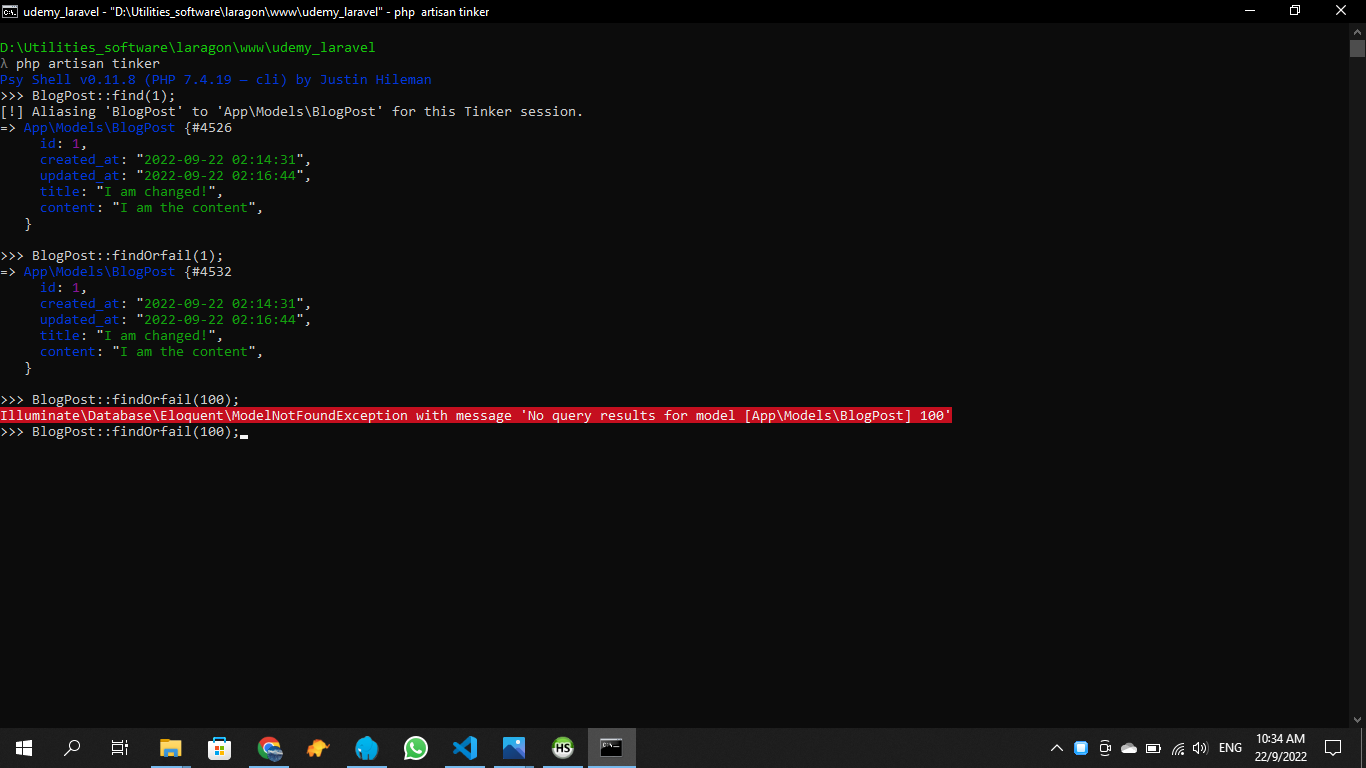 udemy_laravel - "D:\Utilities_software\laragon\www\udemy_laravel" - php  artisan tinker
D:\Utilities_software\laragon\www\udemy_laravel
λ php artisan tinker
Psy Shell v0.11.8 (PHP 7.4.19 — cli) by Justin Hileman
>>> BlogPost::find(1);
[!] Aliasing 'BlogPost' to 'App\Models\BlogPost' for this Tinker session.
=> App\Models\BlogPost {#4526
     id: 1,
     created_at: "2022-09-22 02:14:31",
     updated_at: "2022-09-22 02:16:44",
     title: "I am changed!",
     content: "I am the content",
   }
>>> BlogPost::findOrfail(1);
=> App\Models\BlogPost {#4532
     id: 1,
     created_at: "2022-09-22 02:14:31",
     updated_at: "2022-09-22 02:16:44",
     title: "I am changed!",
     content: "I am the content",
   }
>>> BlogPost::findOrfail(100);
Illuminate\Database\Eloquent\ModelNotFoundException with message 'No query results for model [App\Models\BlogPost] 100'
>>> BlogPost::findOrfail(100);
HS
ENG
10:34 AM
22/9/2022